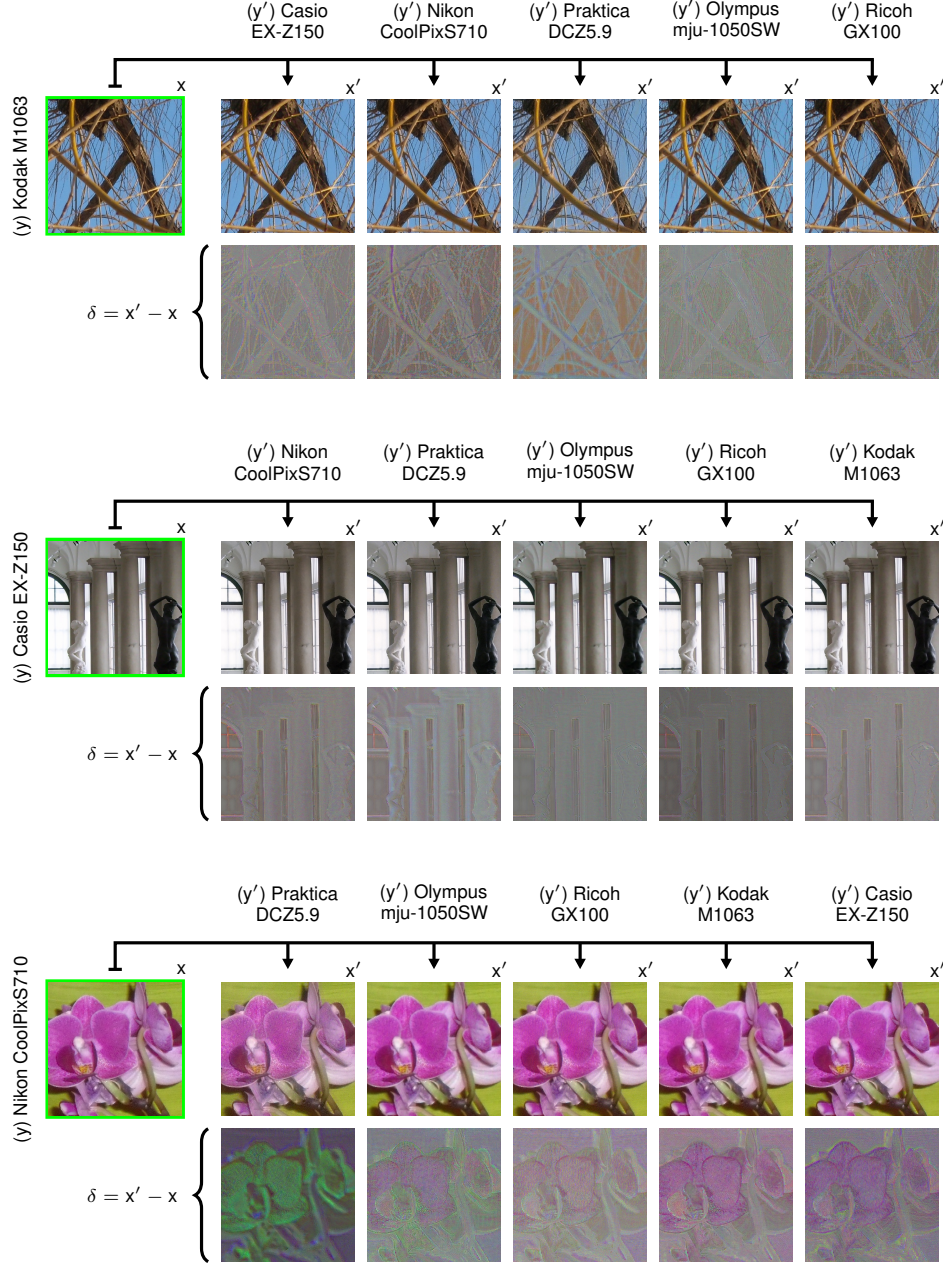 (y′) Casio
EX-Z150
(y′) Nikon
CoolPixS710
(y′) Praktica
DCZ5.9
(y′) Olympus
mju-1050SW
(y′) Ricoh
GX100
x
x′
x′
x′
x′
x′
(y) Kodak M1063
δ = x′ − x
(y′) Nikon
CoolPixS710
(y′) Praktica
DCZ5.9
(y′) Olympus
mju-1050SW
(y′) Ricoh
GX100
(y′) Kodak
M1063
x
x′
x′
x′
x′
x′
(y) Casio EX-Z150
δ = x′ − x
(y′) Praktica
DCZ5.9
(y′) Olympus
mju-1050SW
(y′) Ricoh
GX100
(y′) Kodak
M1063
(y′) Casio
EX-Z150
x
x′
x′
x′
x′
x′
(y) Nikon CoolPixS710
δ = x′ − x